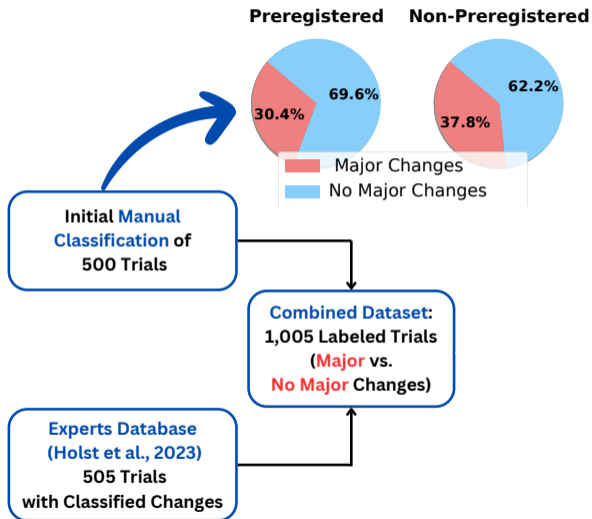 Preregistered
Non-Preregistered
69.6%
30.4%
62.2%
37.8%
Major Changes
No Major Changes
Initial Manual
Classification of
500 Trials
Combined Dataset:
1,005 Labeled Trials
(Major vs.
No Major Changes)
Experts Database
(Holst et al., 2023)
505 Trials
with Classified Changes